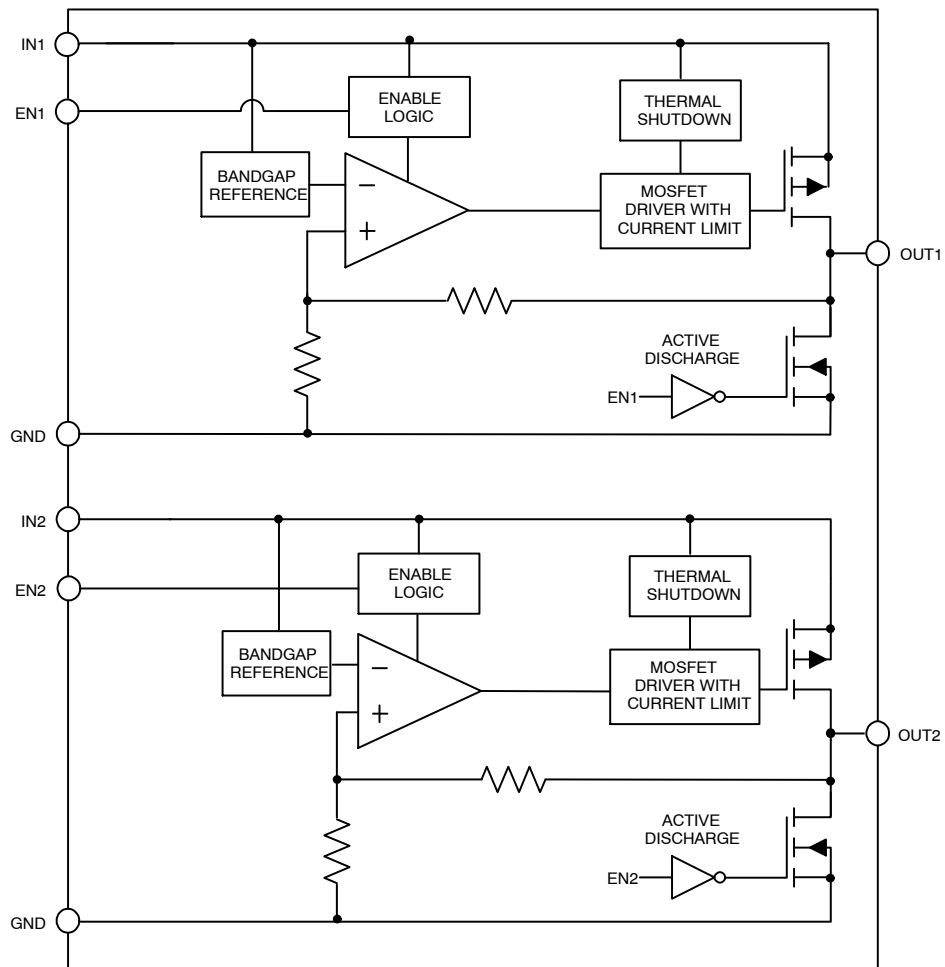 IN1
EN1
ENABLE
LOGIC
THERMAL
SHUTDOWN
BANDGAP
REFERENCE
−
+
MOSFET
DRIVER WITH
CURRENT LIMIT
OUT1
ACTIVE
DISCHARGE
EN1
GND
IN2
EN2
ENABLE
LOGIC
THERMAL
SHUTDOWN
BANDGAP
REFERENCE
−
+
MOSFET
DRIVER WITH
CURRENT LIMIT
OUT2
ACTIVE
DISCHARGE
EN2
GND